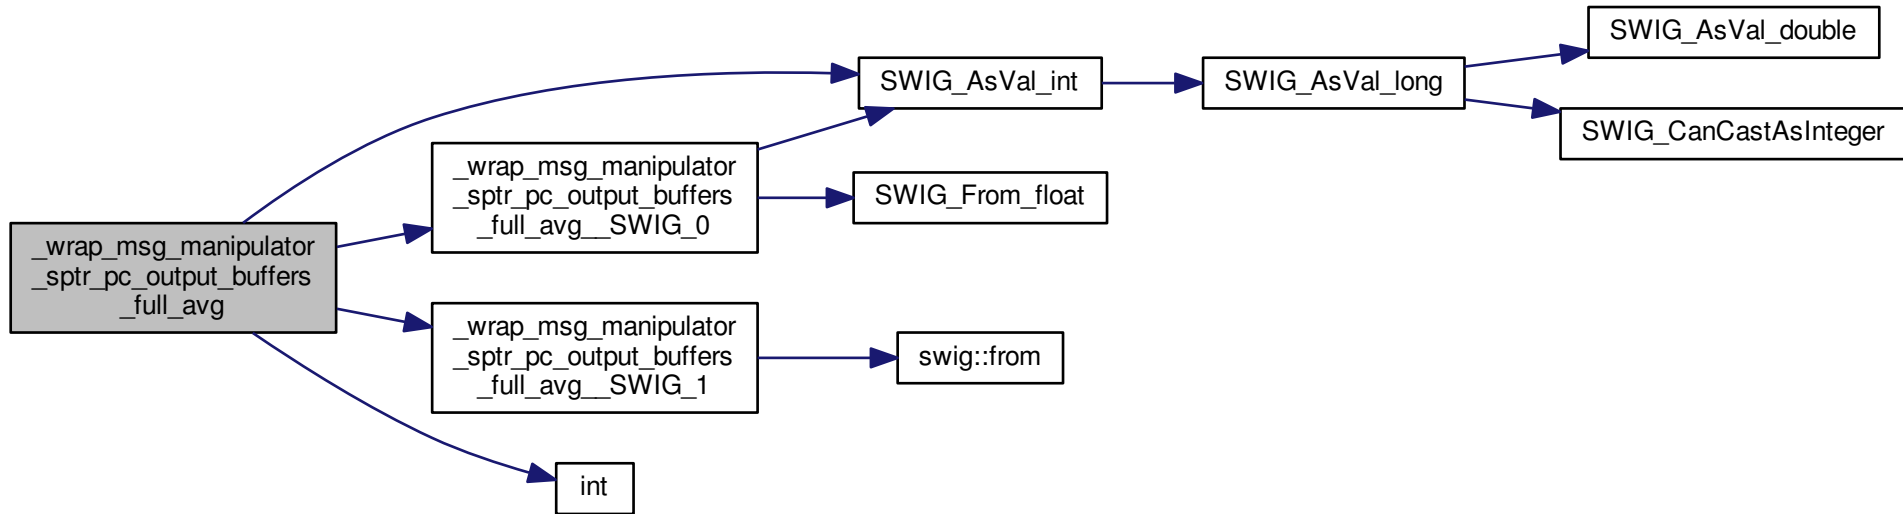 _wrap_msg_manipulator
_sptr_pc_output_buffers
_full_avg
_wrap_msg_manipulator
_sptr_pc_output_buffers
_full_avg__SWIG_0
_wrap_msg_manipulator
_sptr_pc_output_buffers
_full_avg__SWIG_1
int
SWIG_AsVal_int
SWIG_From_float
swig::from
SWIG_AsVal_long
SWIG_AsVal_double
SWIG_CanCastAsInteger